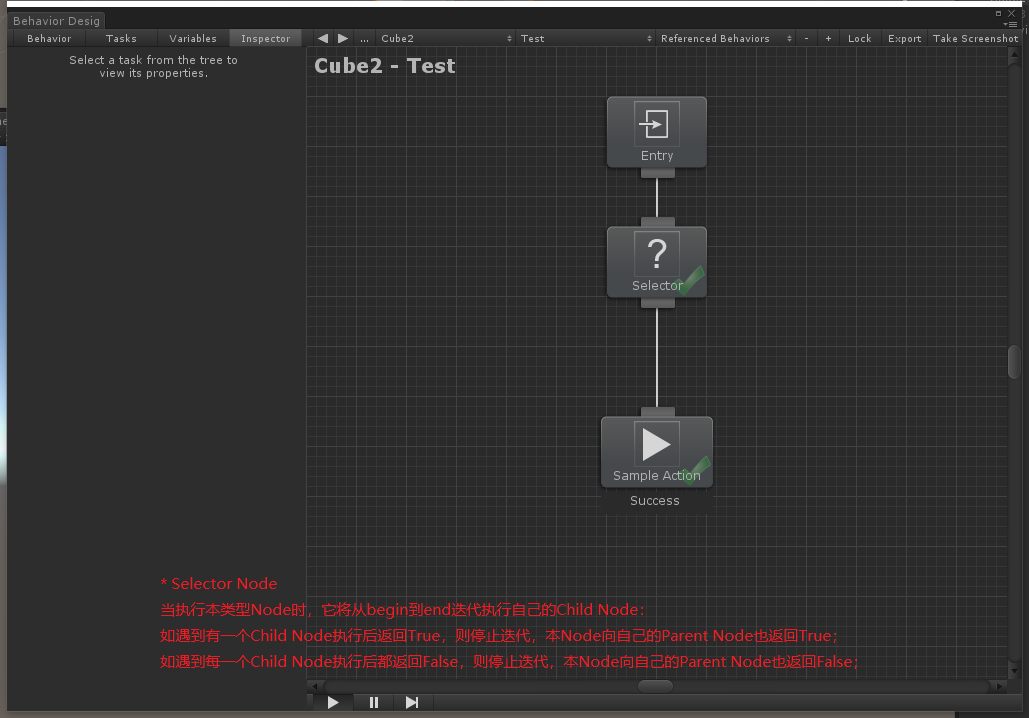 Behavior Desig
Behavior Tasks Variables Inspector ... Cube2 Test Referenced Behaviors - + Lock Export Take Screenshot
Select a task from the tree to
view its properties.
Cube2 - Test
Entry
?
Selector
Sample Action
Success
* Selector Node
当执行本类型Node时，它将从begin到end迭代执行自己的Child Node：
如遇到有一个Child Node执行后返回True，则停止迭代，本Node向自己的Parent Node也返回True；
如遇到每一个Child Node执行后都返回False，则停止迭代，本Node向自己的Parent Node也返回False；